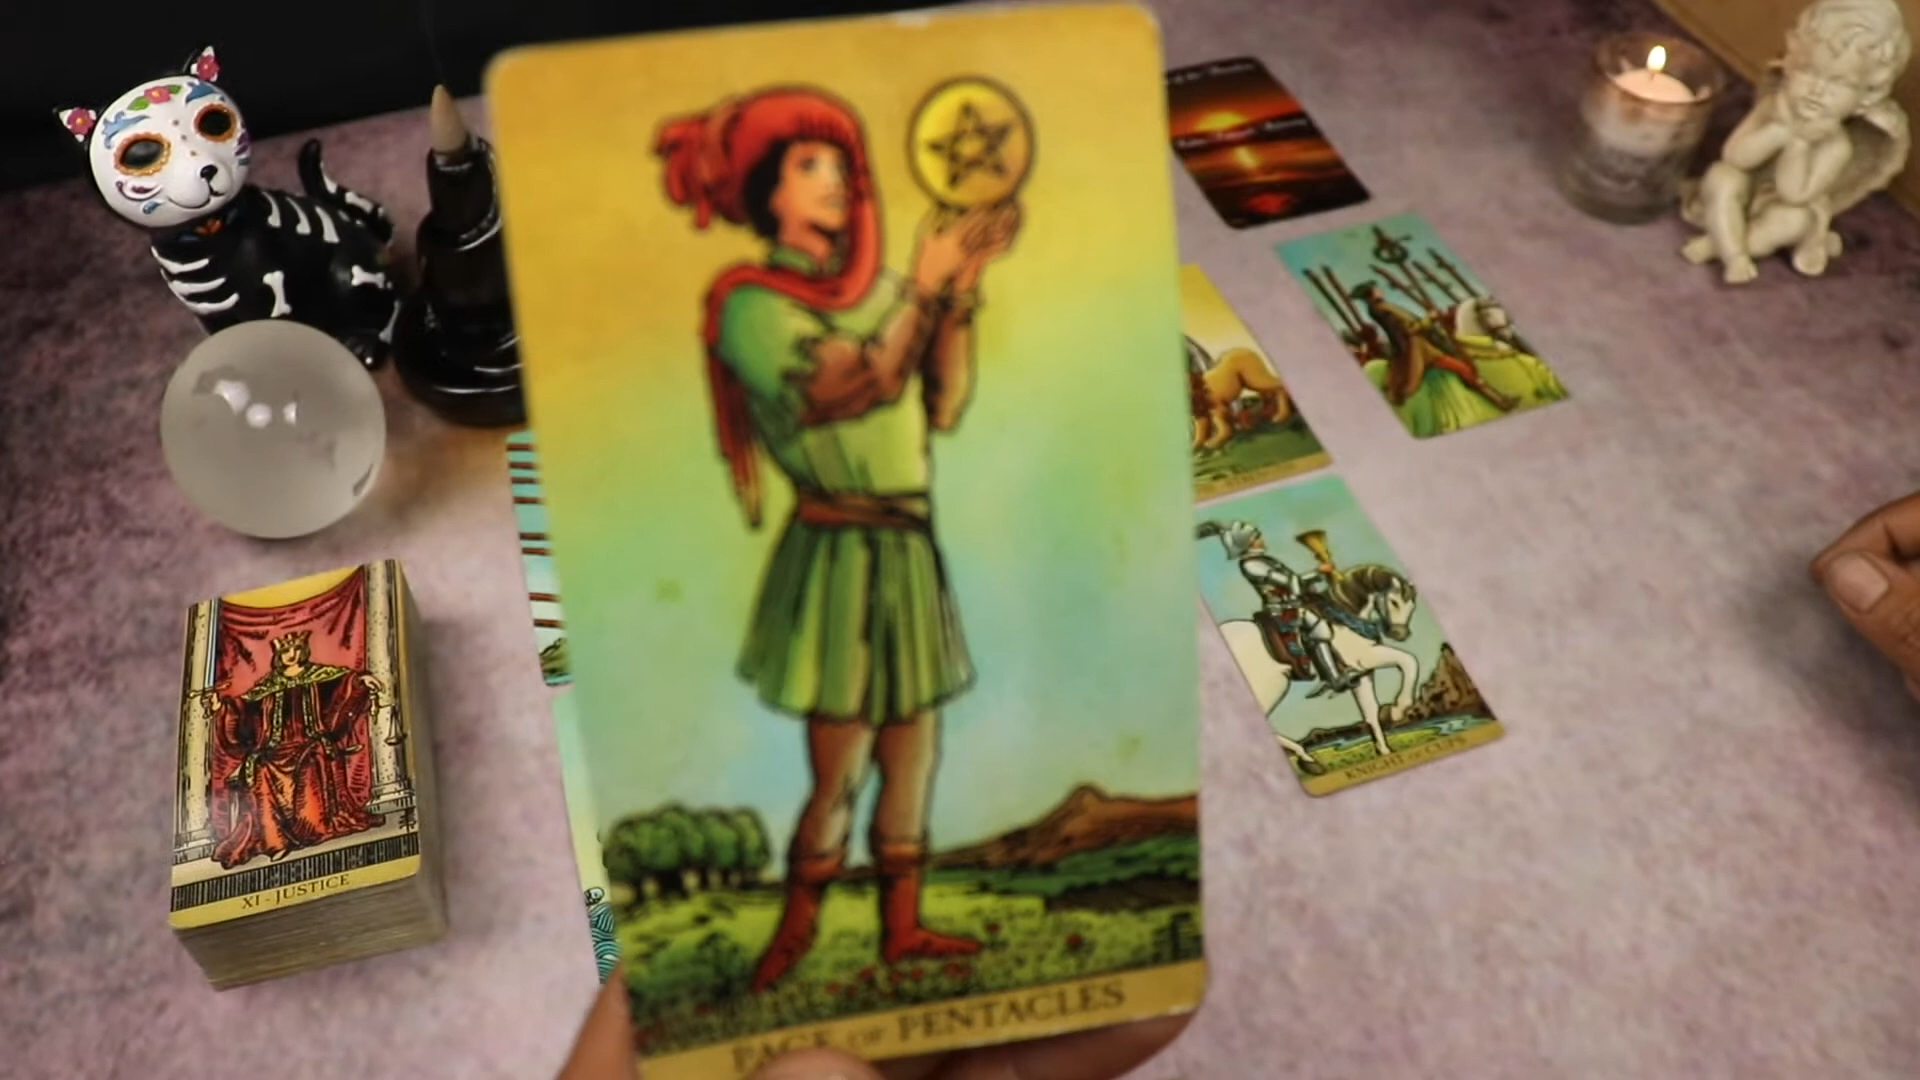 PAGE OF PENTACLES
KNIGHT OF CUPS
XI - JUSTICE